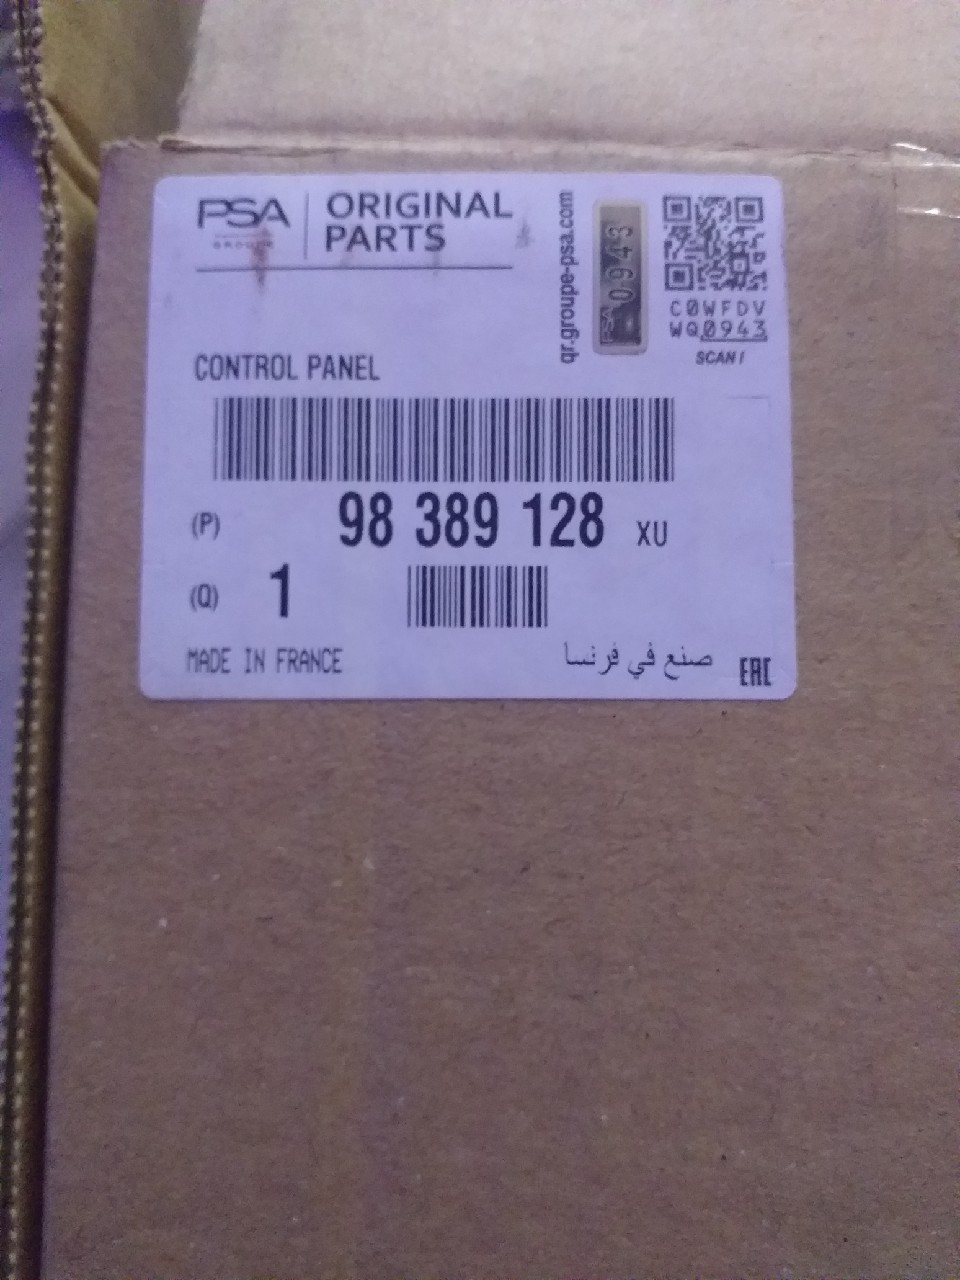 PSA
GROUPE
ORIGINAL
PARTS
qr.groupe-psa.com
PSA
0943
C0WFDV
WQ0943
SCAN!
CONTROL PANEL
(P) 98 389 128 XU
(Q) 1
MADE IN FRANCE
صنع في فرنسا
EAC